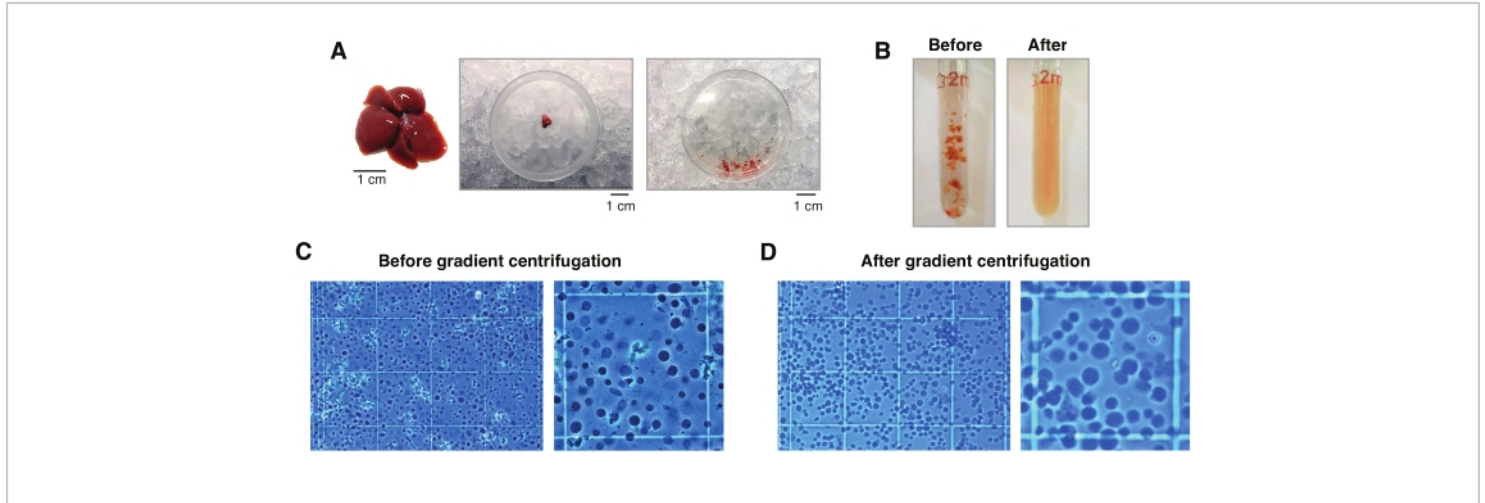 A
1 cm
1 cm
1 cm
B
Before
After
2m
2m
C
Before gradient centrifugation
D
After gradient centrifugation